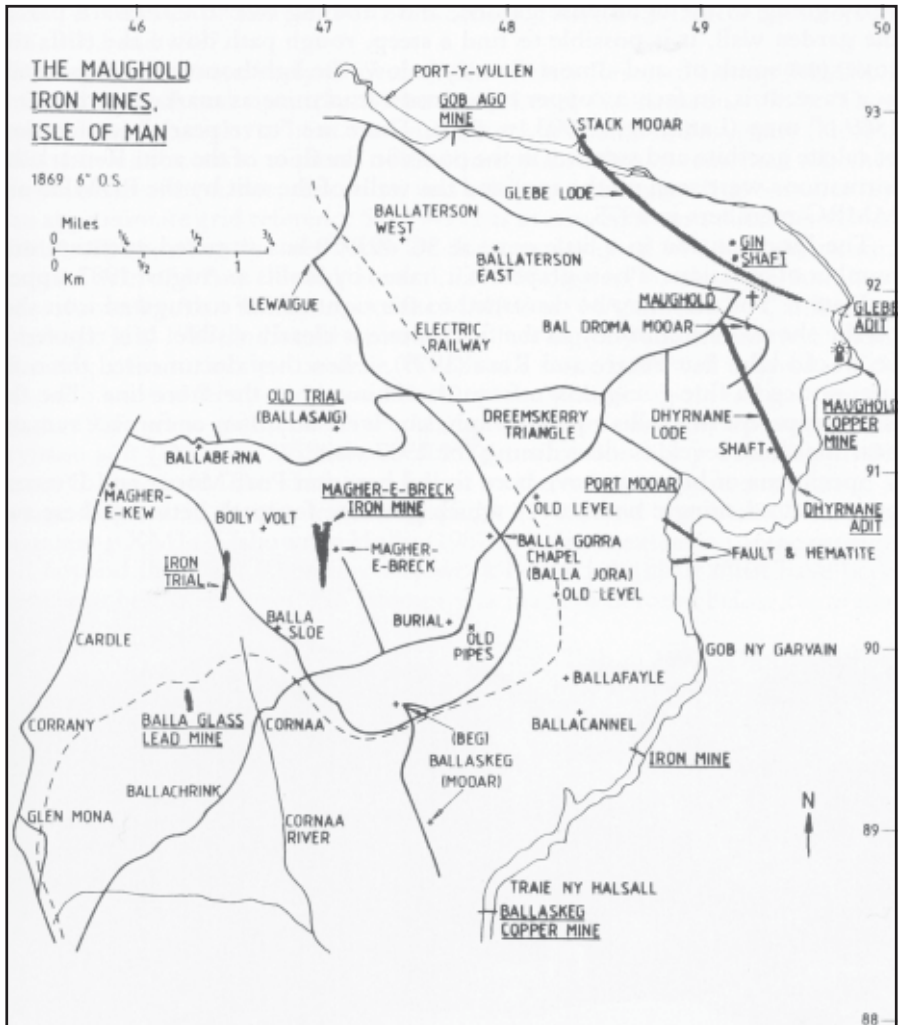 47
48
49
50
THE MAUGHOLD
IRON MINES,
ISLE OF MAN
1869 6" O.S.
PORT-Y-VULLEN
GOB AGO
MINE
93
STACK MOOAR
GLEBE LODE
Miles
0 ¼ ½ ¾
0 ½ 1
Km
BALLATERSON
WEST
BALLATERSON
EAST
GIN
SHAFT
92
LEWAIGUE
MAUGHOLD
GLEBE
ADIT
BAL DROMA MOOAR
ELECTRIC
RAILWAY
OLD TRIAL
(BALLASAIG)
DREEMSKERRY
TRIANGLE
DHYRNANE
LODE
MAUGHOLD
COPPER
MINE
BALLABERNA
SHAFT
91
MAGHER-
E-KEW
BOILY VOLT
MAGHER-E-BRECK
IRON MINE
PORT MOOAR
OLD LEVEL
DHYRNANE
ADIT
MAGHER-
E-BRECK
BALLA GORRA
CHAPEL
(BALLA JORA)
FAULT & HEMATITE
IRON
TRIAL
OLD LEVEL
BALLA
SLOE
BURIAL
OLD
PIPES
90
CARDLE
GOB NY GARVAIN
BALLAFAYLE
CORRANY
BALLA GLASS
LEAD MINE
CORNAA
BALLACANNEL
(BEG)
BALLASKEG
(MOOAR)
IRON MINE
BALLACHRINK
GLEN MONA
CORNAA
RIVER
N
89
TRAIE NY HALSALL
BALLASKEG
COPPER MINE
88